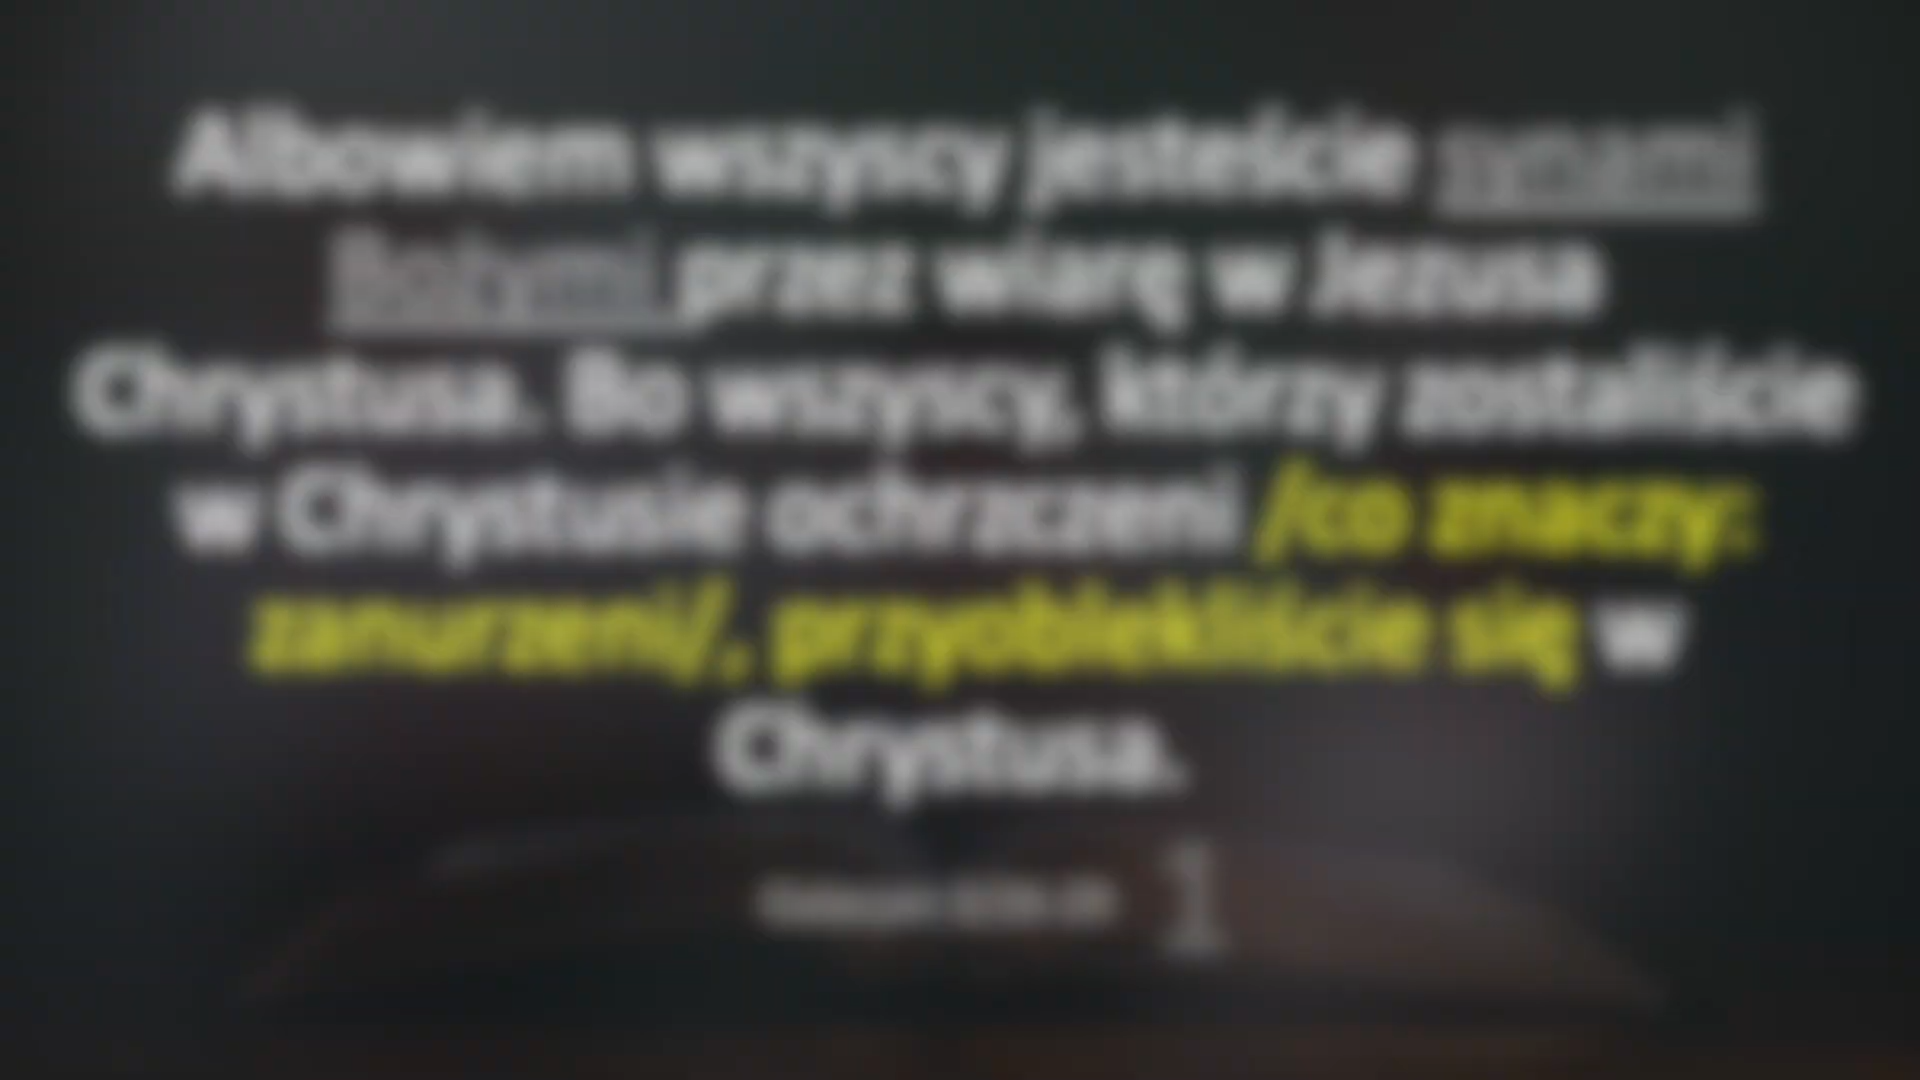 Albowiem wszyscy jesteście synami
Bożymi przez wiarę w Jezusa
Chrystusa. Bo wszyscy, którzy zostaliście
w Chrystusie ochrzczeni /co znaczy:
zanurzeni/, przyoblekliście się w
Chrystusa.
1